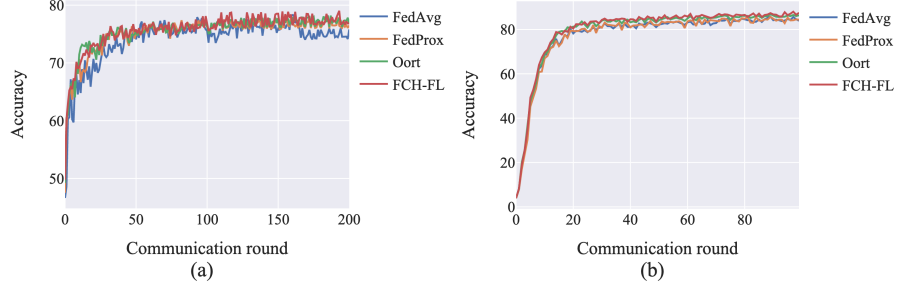 80
70
60
50
0
50
100
150
200
Accuracy
Communication round
(a)
FedAvg
FedProx
Oort
FCH-FL
80
60
40
20
0
0
20
40
60
80
Accuracy
Communication round
(b)
FedAvg
FedProx
Oort
FCH-FL